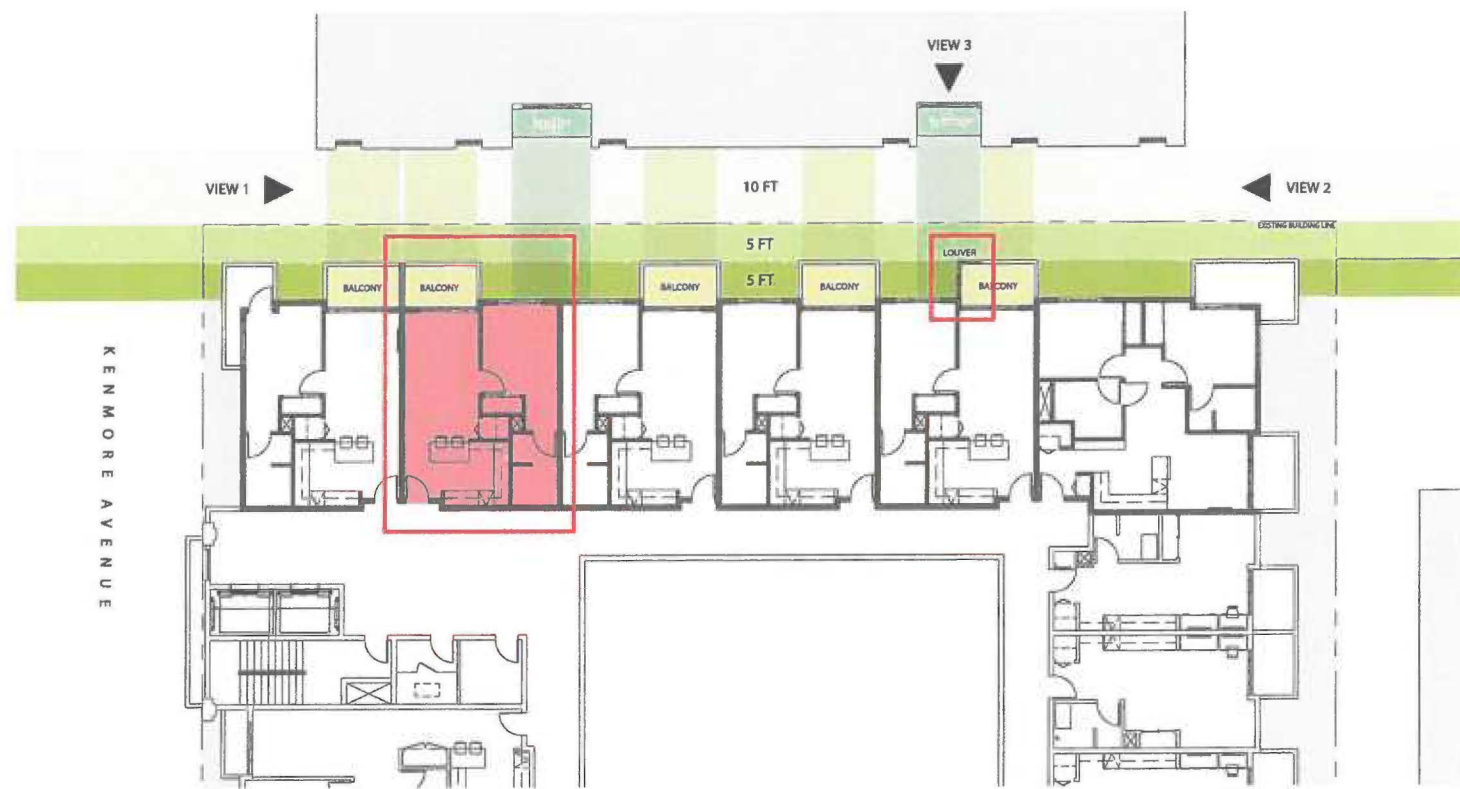 VIEW 3
VIEW 1
10 FT
VIEW 2
EXISTING BUILDING LINE
5 FT
LOUVER
BALCONY
BALCONY
BALCONY
5 FT
BALCONY
BALCONY
KENMORE AVENUE